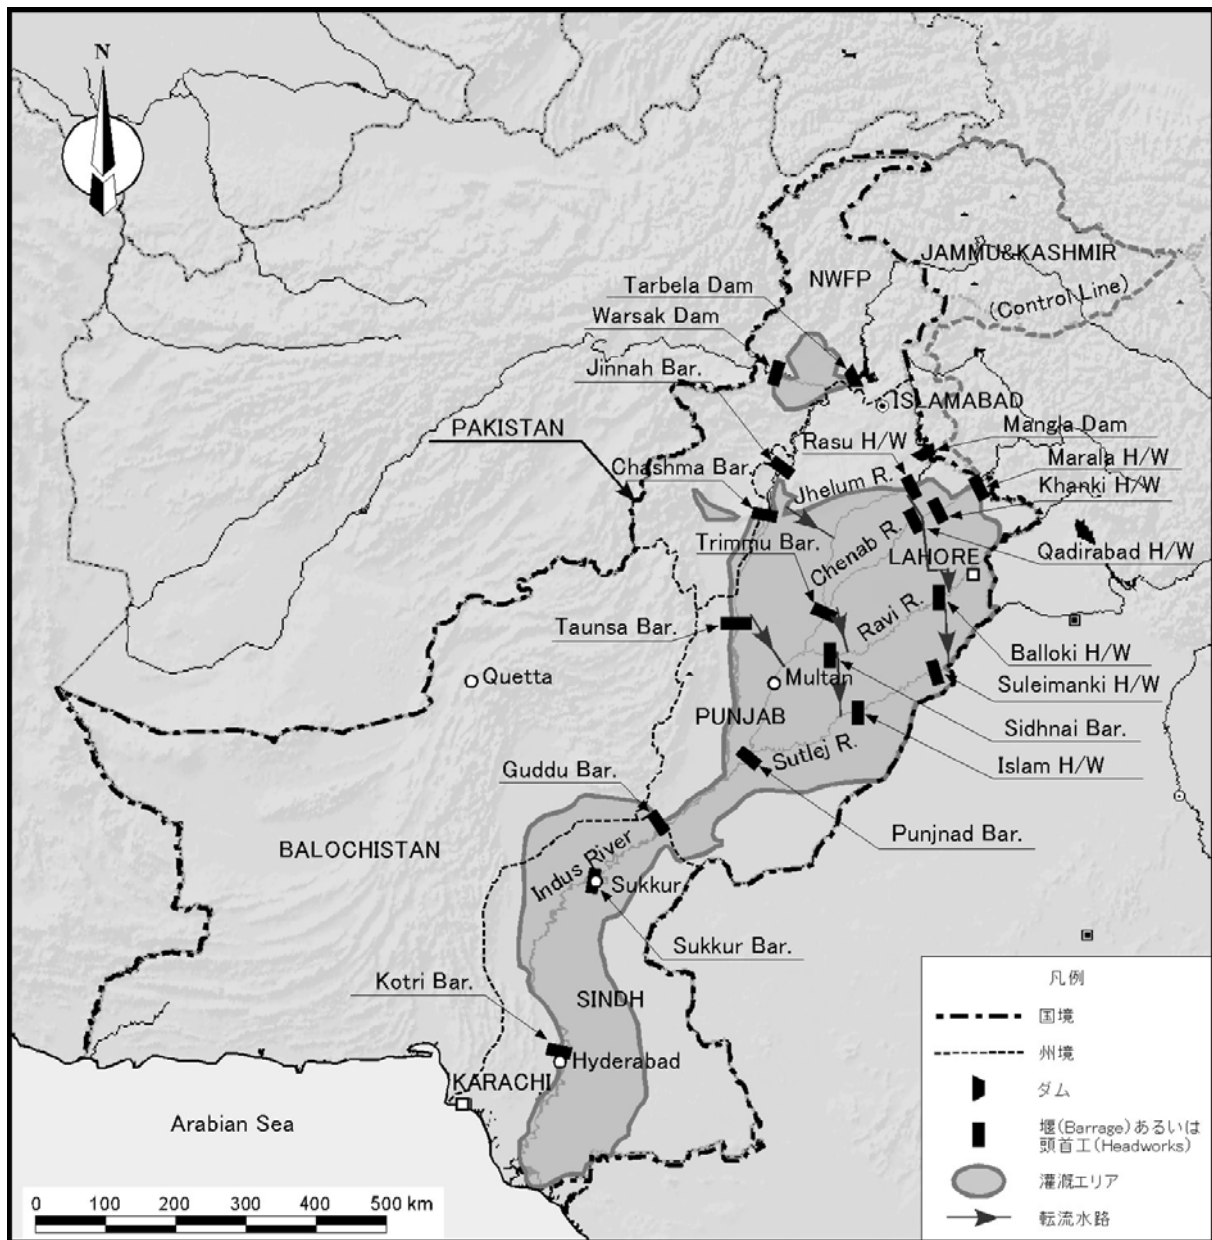 N
JAMMU&KASHMIR
NWFP
(Control Line)
Tarbela Dam
Warsak Dam
Jinnah Bar.
ISLAMABAD
PAKISTAN
Rasu H/W
Mangla Dam
Marala H/W
Chashma Bar.
Jhelum R.
Khanki H/W
Trimmu Bar.
Chenab R.
LAHORE
Qadirabad H/W
Ravi R.
Taunsa Bar.
Balloki H/W
Quetta
Multan
Suleimanki H/W
PUNJAB
Sidhnai Bar.
Sutlej R.
Islam H/W
Guddu Bar.
Punjnad Bar.
BALOCHISTAN
Indus River
Sukkur
Sukkur Bar.
Kotri Bar.
SINDH
Hyderabad
KARACHI
Arabian Sea
凡例
国境
州境
ダム
堰(Barrage)あるいは
頭首工(Headworks)
灌漑エリア
転流水路
0 100 200 300 400 500 km